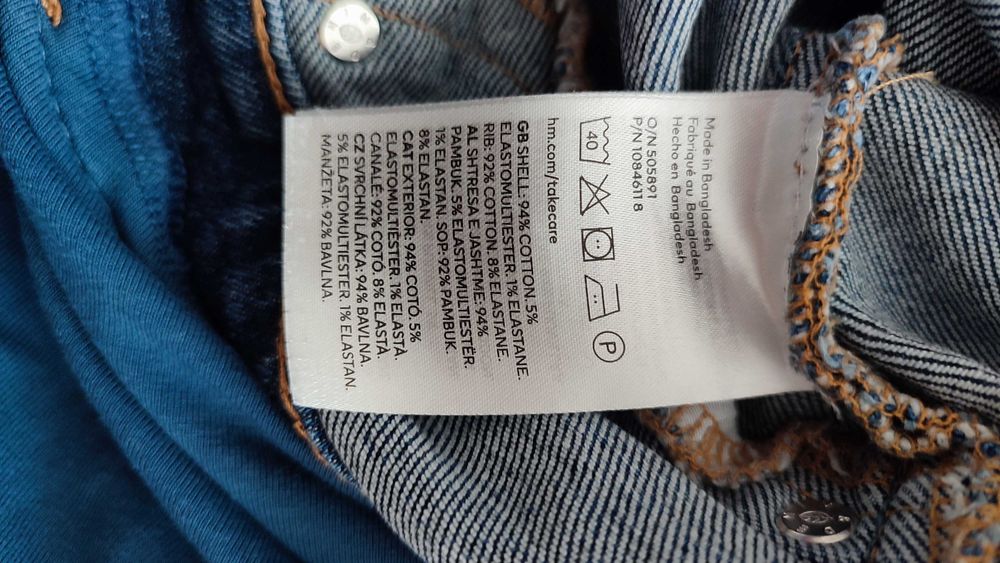 Made in Bangladesh
Fabriqué au Bangladesh
Hecho en Bangladesh
O/N 505891
P/N 10846118
40
P
hm.com/takecare
GB SHELL: 94% COTTON. 5%
ELASTOMULTIESTER. 1% ELASTANE.
RIB: 92% COTTON. 8% ELASTANE.
AL SHTRESA E JASHTME: 94%
PAMBUK. 5% ELASTOMULTIESTËR.
1% ELASTAN. SOP: 92% PAMBUK.
8% ELASTAN.
CAT EXTERIOR: 94% COTÓ. 5%
ELASTOMULTIÈSTER. 1% ELASTÀ
CANALÉ: 92% COTÓ. 8% ELASTÀ
CZ SVRCHNÍ LÁTKA: 94% BAVLNA.
5% ELASTOMULTIESTER. 1% ELASTAN.
MANŽETA: 92% BAVLNA.